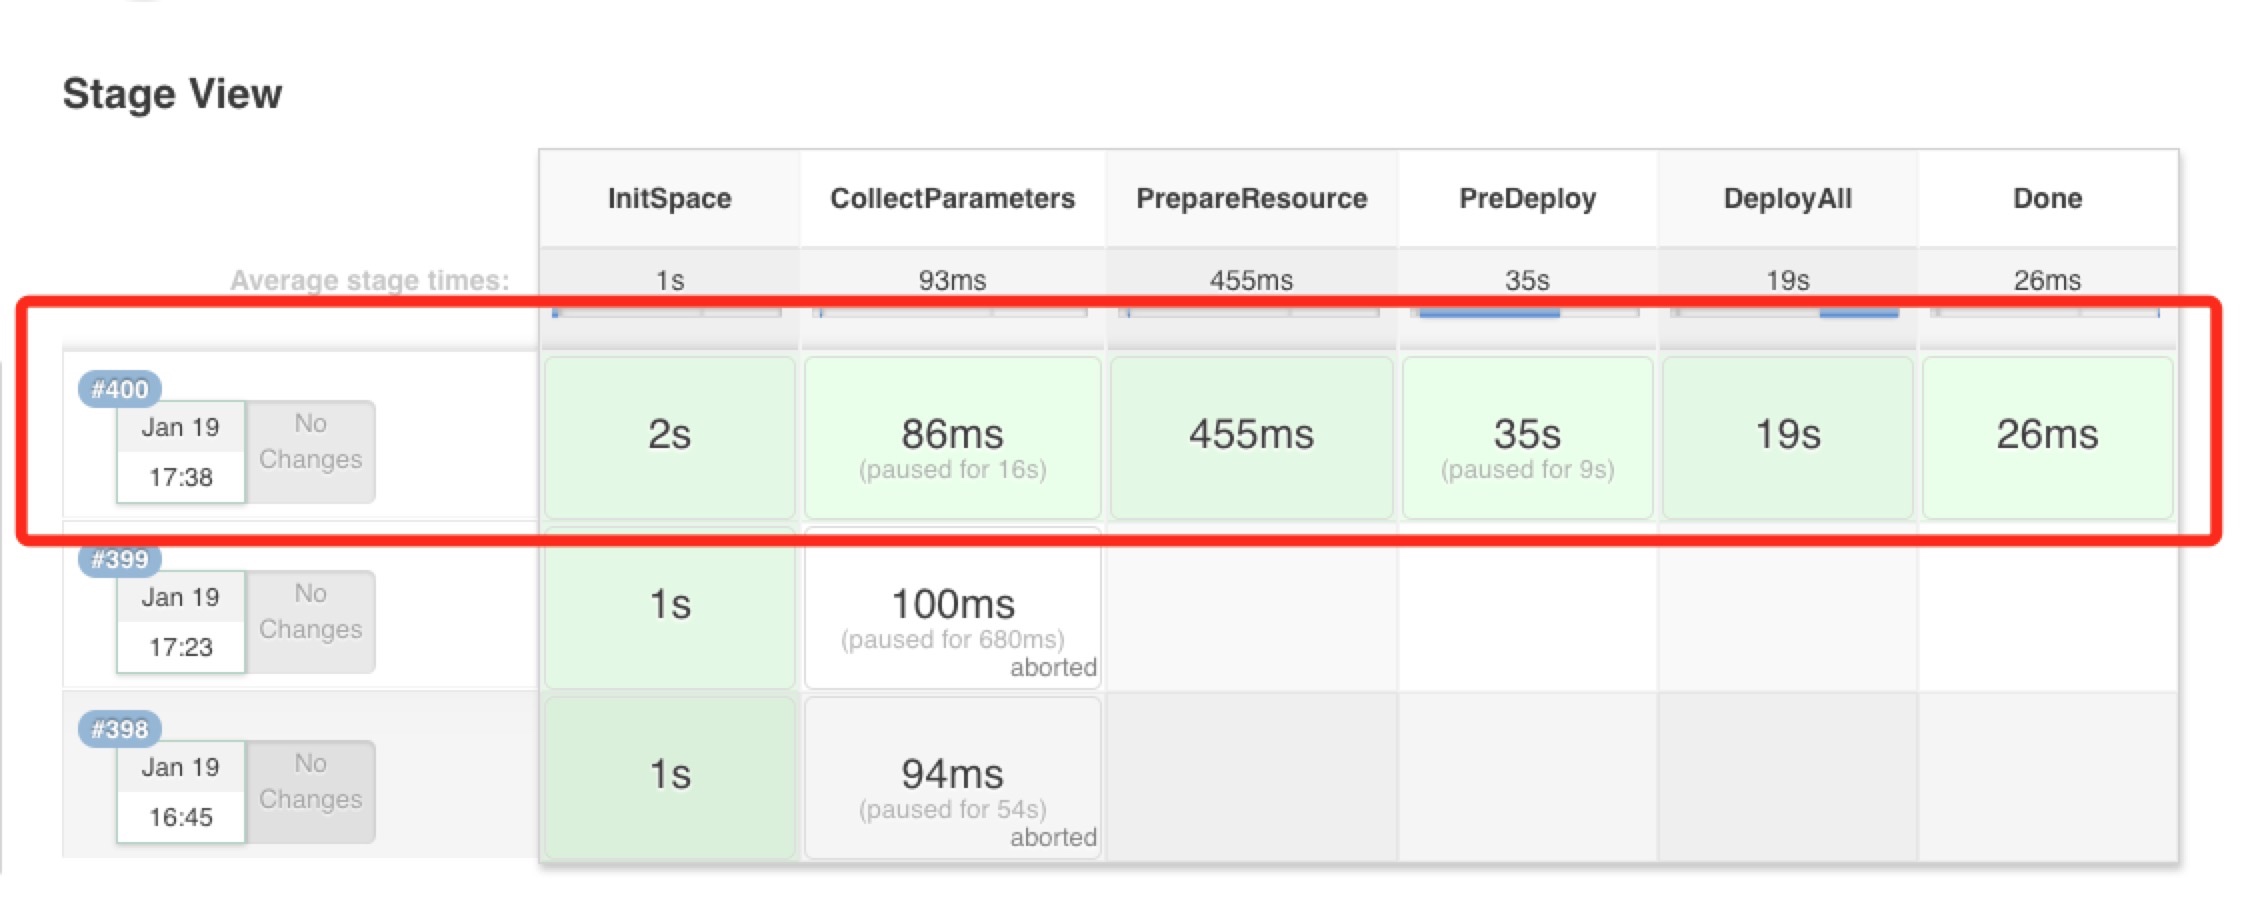 Stage View
InitSpace CollectParameters PrepareResource PreDeploy DeployAll Done
Average stage times: 1s 93ms 455ms 35s 19s 26ms
#400
Jan 19 No Changes
17:38
2s 86ms 455ms 35s 19s 26ms
(paused for 16s) (paused for 9s)
#399
Jan 19 No Changes
17:23
1s 100ms
(paused for 680ms)
aborted
#398
Jan 19 No Changes
16:45
1s 94ms
(paused for 54s)
aborted